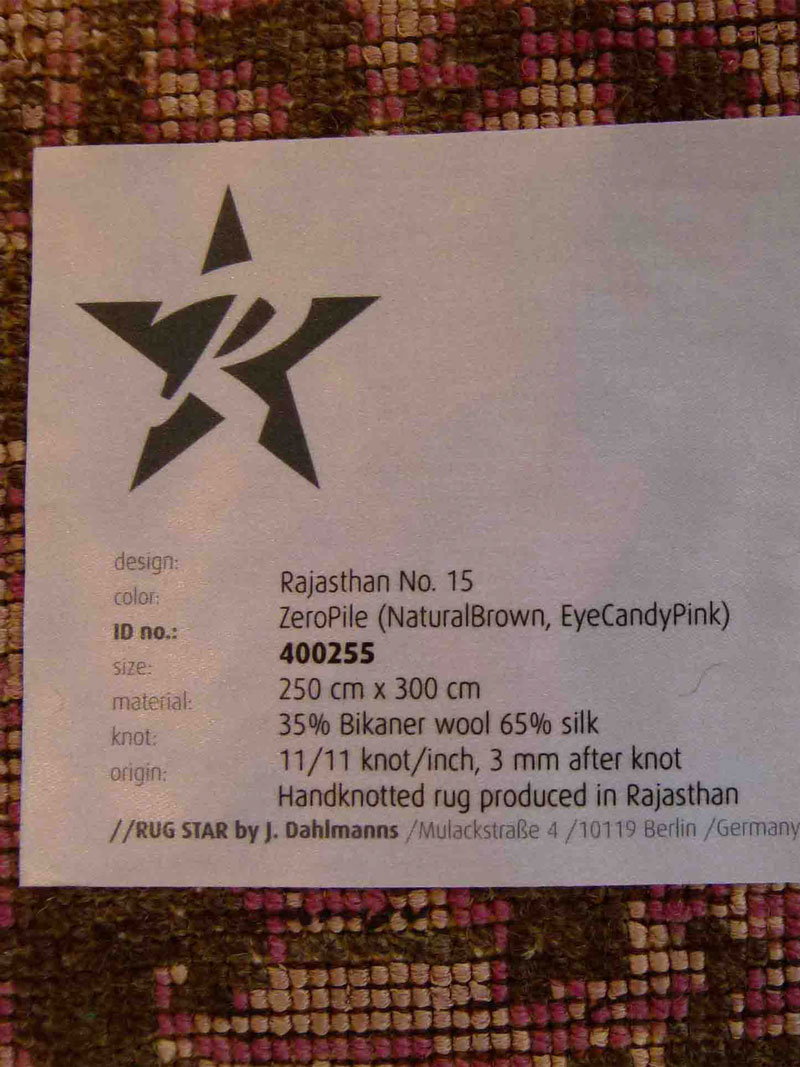 design: Rajasthan No. 15
color: ZeroPile (NaturalBrown, EyeCandyPink)
ID no.: 400255
size: 250 cm x 300 cm
material: 35% Bikaner wool 65% silk
knot: 11/11 knot/inch, 3 mm after knot
origin: Handknotted rug produced in Rajasthan
//RUG STAR by J. Dahlmanns /Mulackstraße 4 /10119 Berlin /Germany